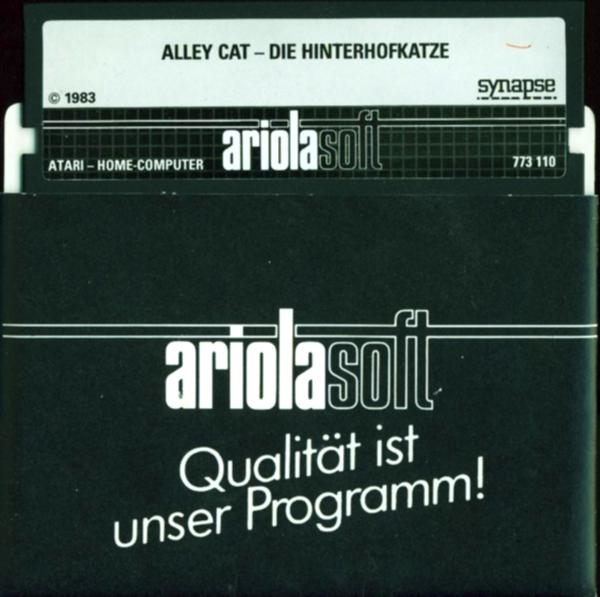 ALLEY CAT – DIE HINTERHOFKATZE
© 1983
synapse
ariolasoft
ATARI – HOME-COMPUTER
773 110
ariolasoft
Qualität ist
unser Programm!